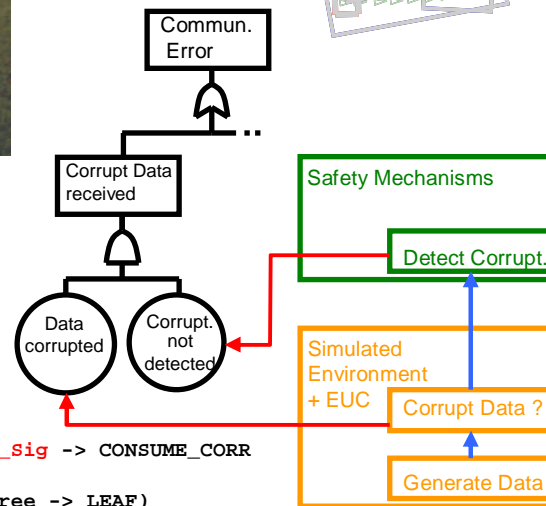 Commun.
Error
..
Corrupt Data
received
Data
corrupted
Corrupt.
not
detected
Safety Mechanisms
Detect Corrupt.
Simulated
Environment
+ EUC
Corrupt Data ?
Generate Data
_Sig -> CONSUME_CORR
ree -> LEAF)